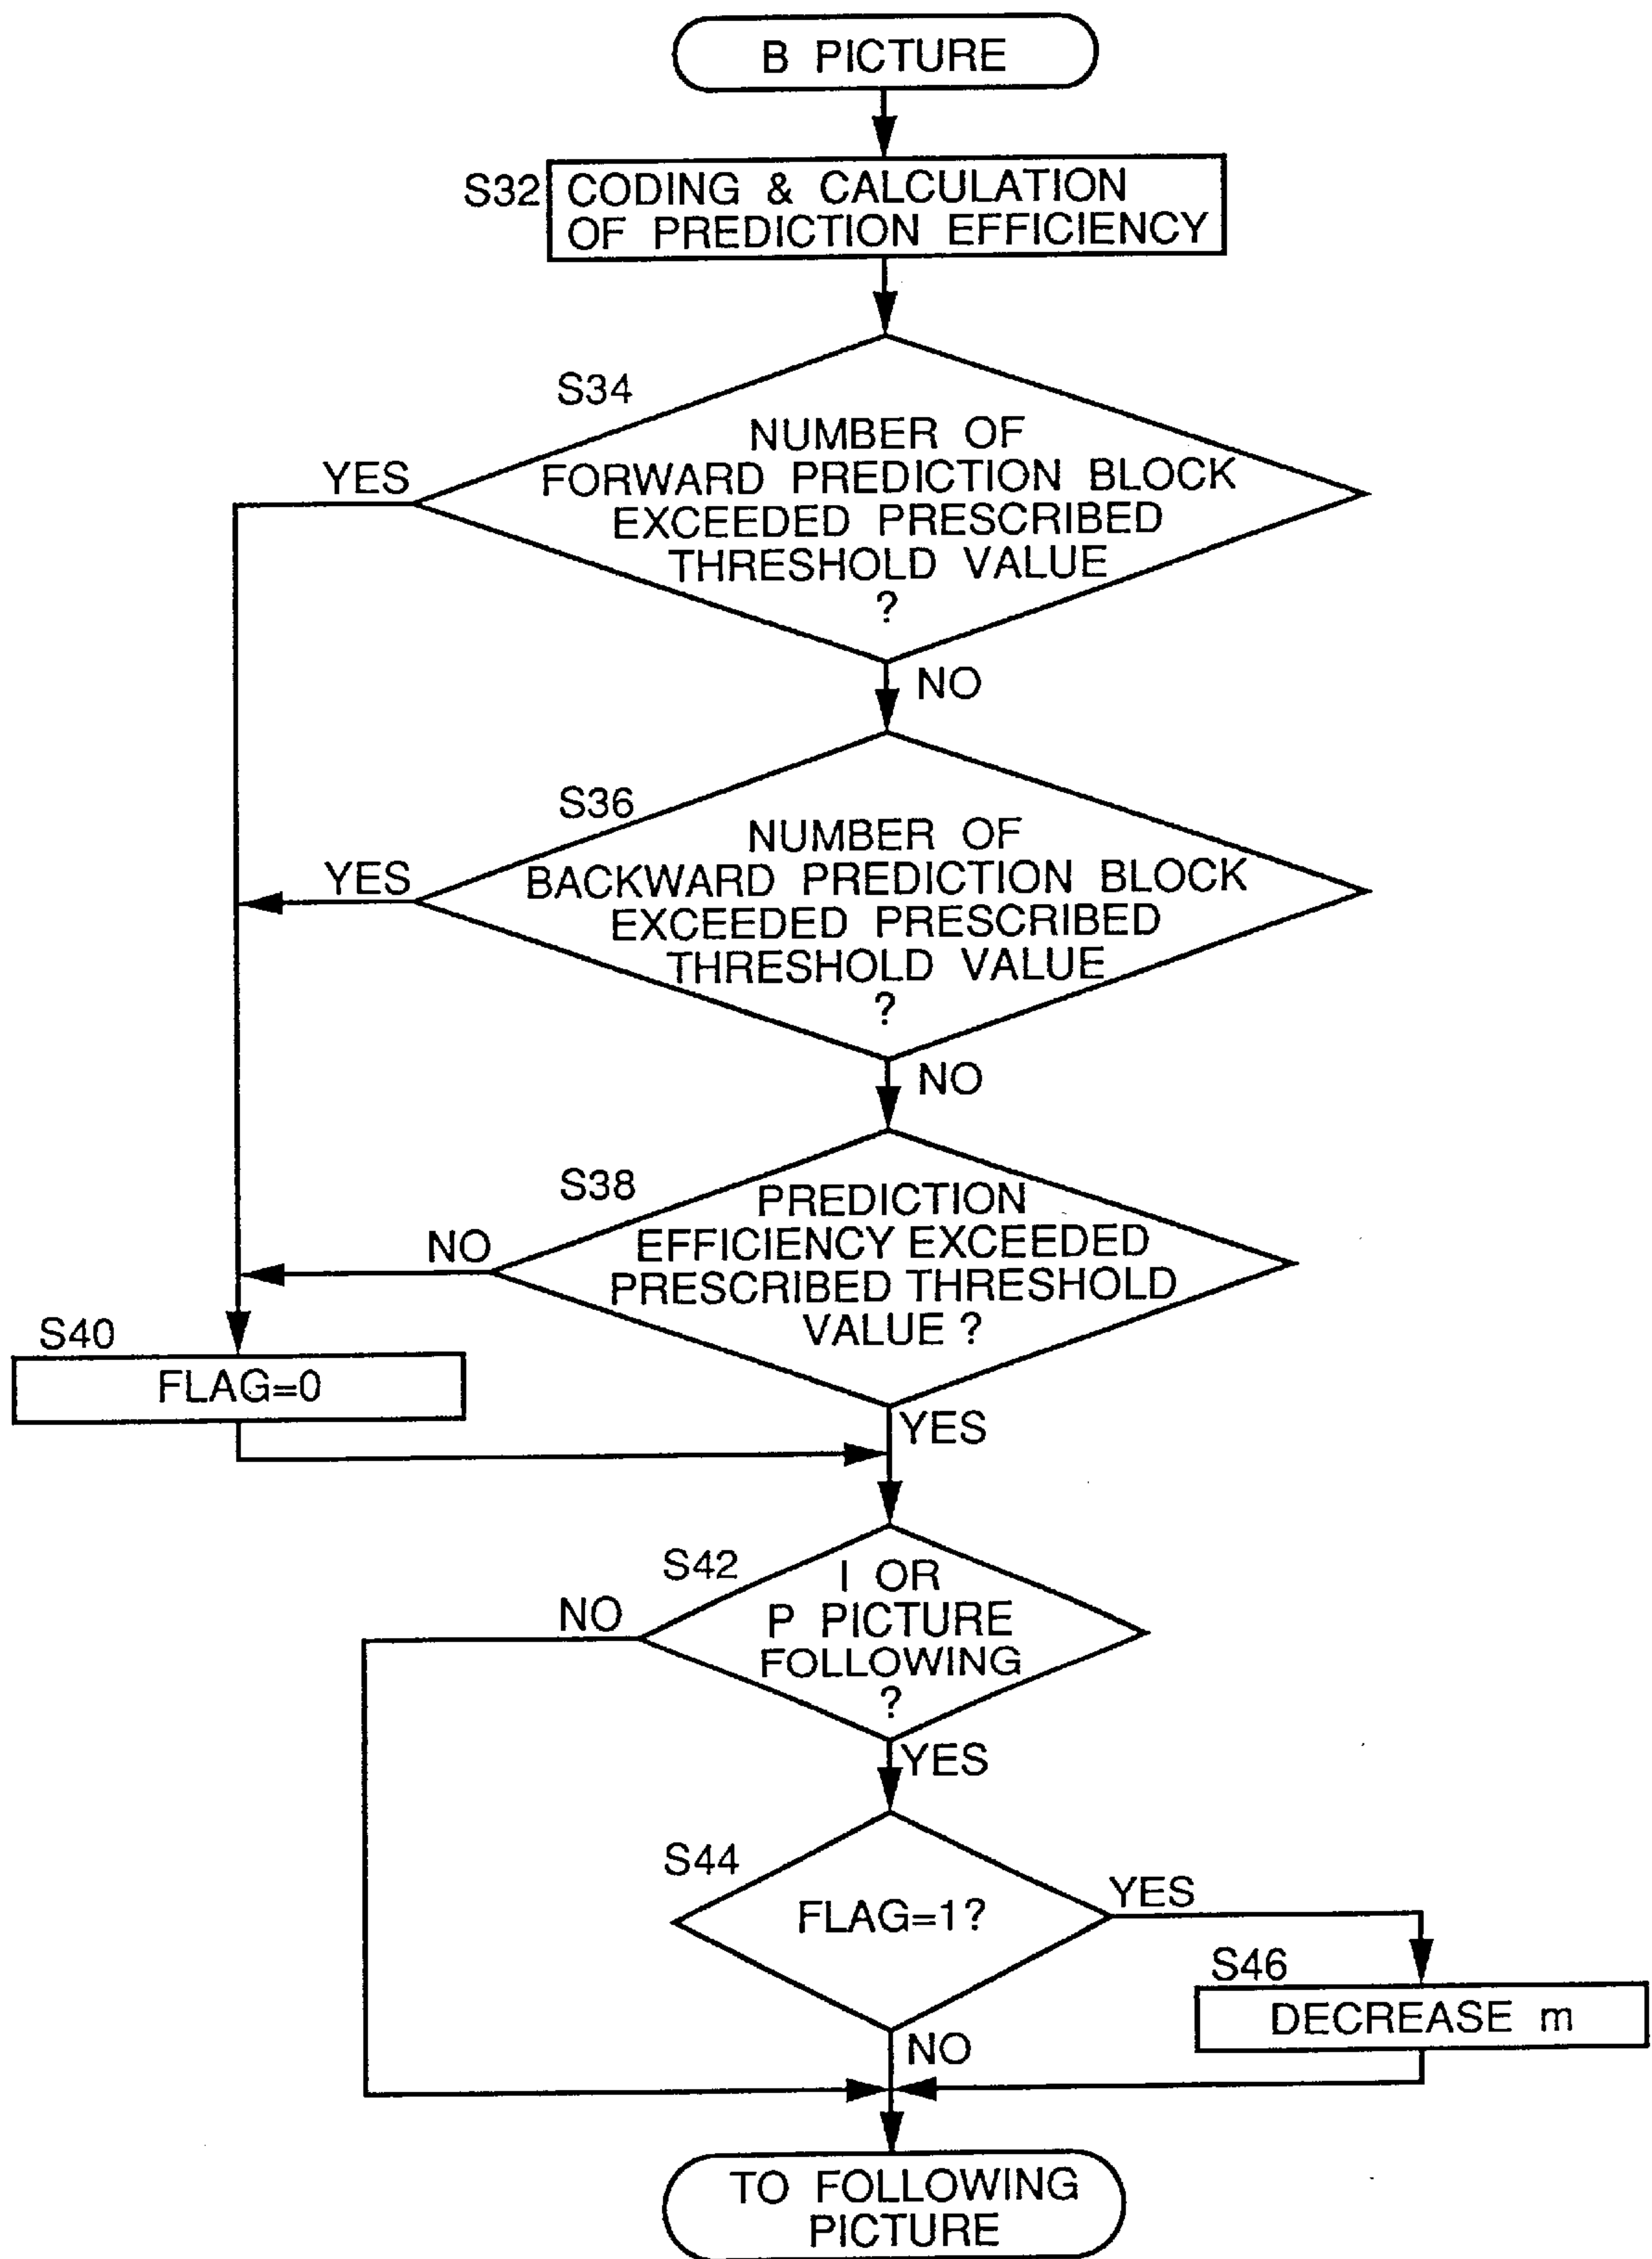 B PICTURE
S32
CODING & CALCULATION
OF PREDICTION EFFICIENCY
S34
NUMBER OF
FORWARD PREDICTION BLOCK
EXCEEDED PRESCRIBED
THRESHOLD VALUE
?
YES
NO
S36
NUMBER OF
BACKWARD PREDICTION BLOCK
EXCEEDED PRESCRIBED
THRESHOLD VALUE
?
YES
NO
S38
PREDICTION
EFFICIENCY EXCEEDED
PRESCRIBED THRESHOLD
VALUE ?
NO
S40
FLAG=0
YES
S42
I OR
P PICTURE
FOLLOWING
?
NO
YES
S44
FLAG=1?
YES
S46
DECREASE m
NO
TO FOLLOWING
PICTURE